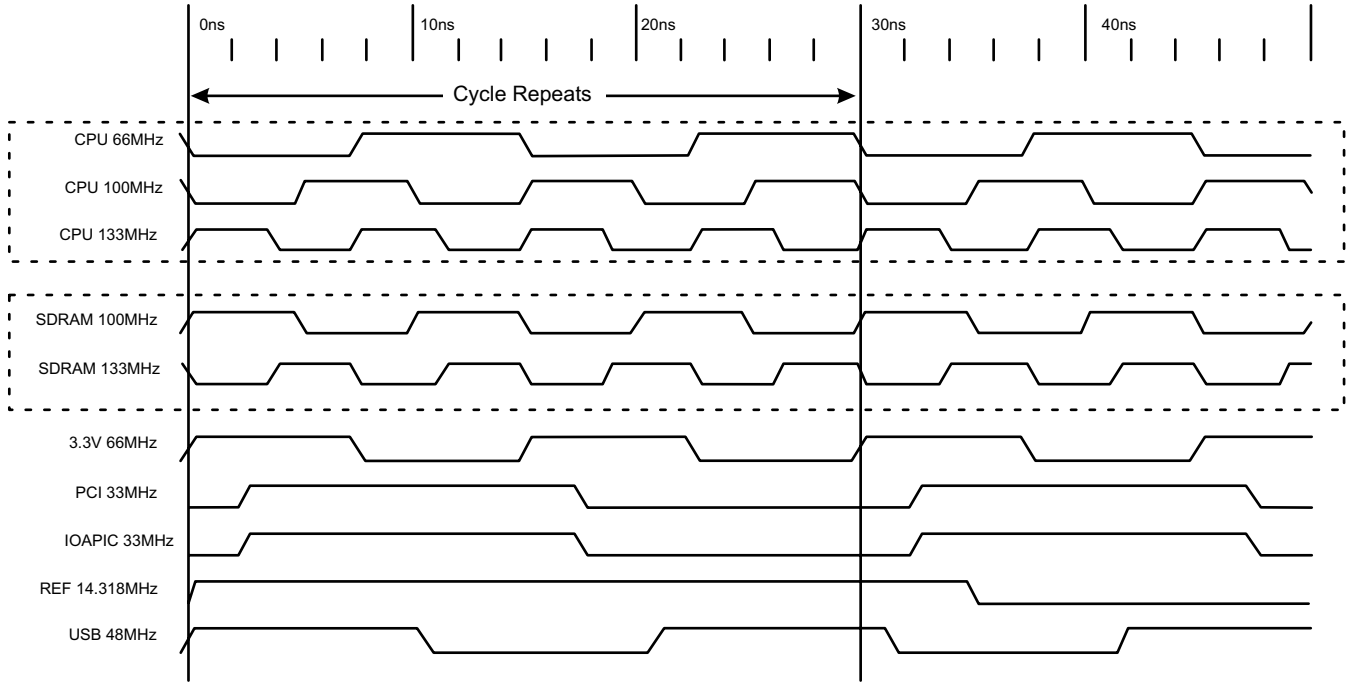 0ns 10ns 20ns 30ns 40ns
Cycle Repeats
CPU 66MHz
CPU 100MHz
CPU 133MHz
SDRAM 100MHz
SDRAM 133MHz
3.3V 66MHz
PCI 33MHz
IOAPIC 33MHz
REF 14.318MHz
USB 48MHz